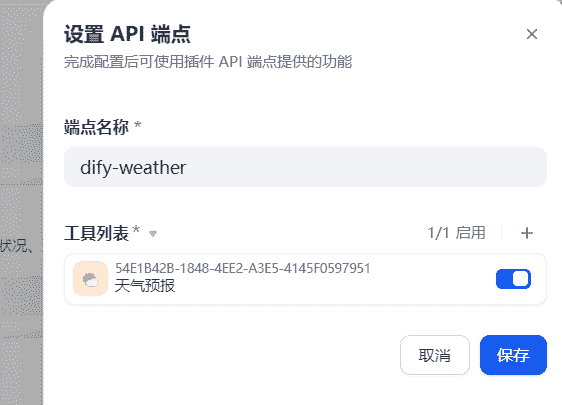 设置 API 端点
完成配置后可使用插件 API 端点提供的功能
端点名称 *
dify-weather
状况、
工具列表 *
1/1 启用
54E1B42B-1848-4EE2-A3E5-4145F0597951
天气预报
取消
保存